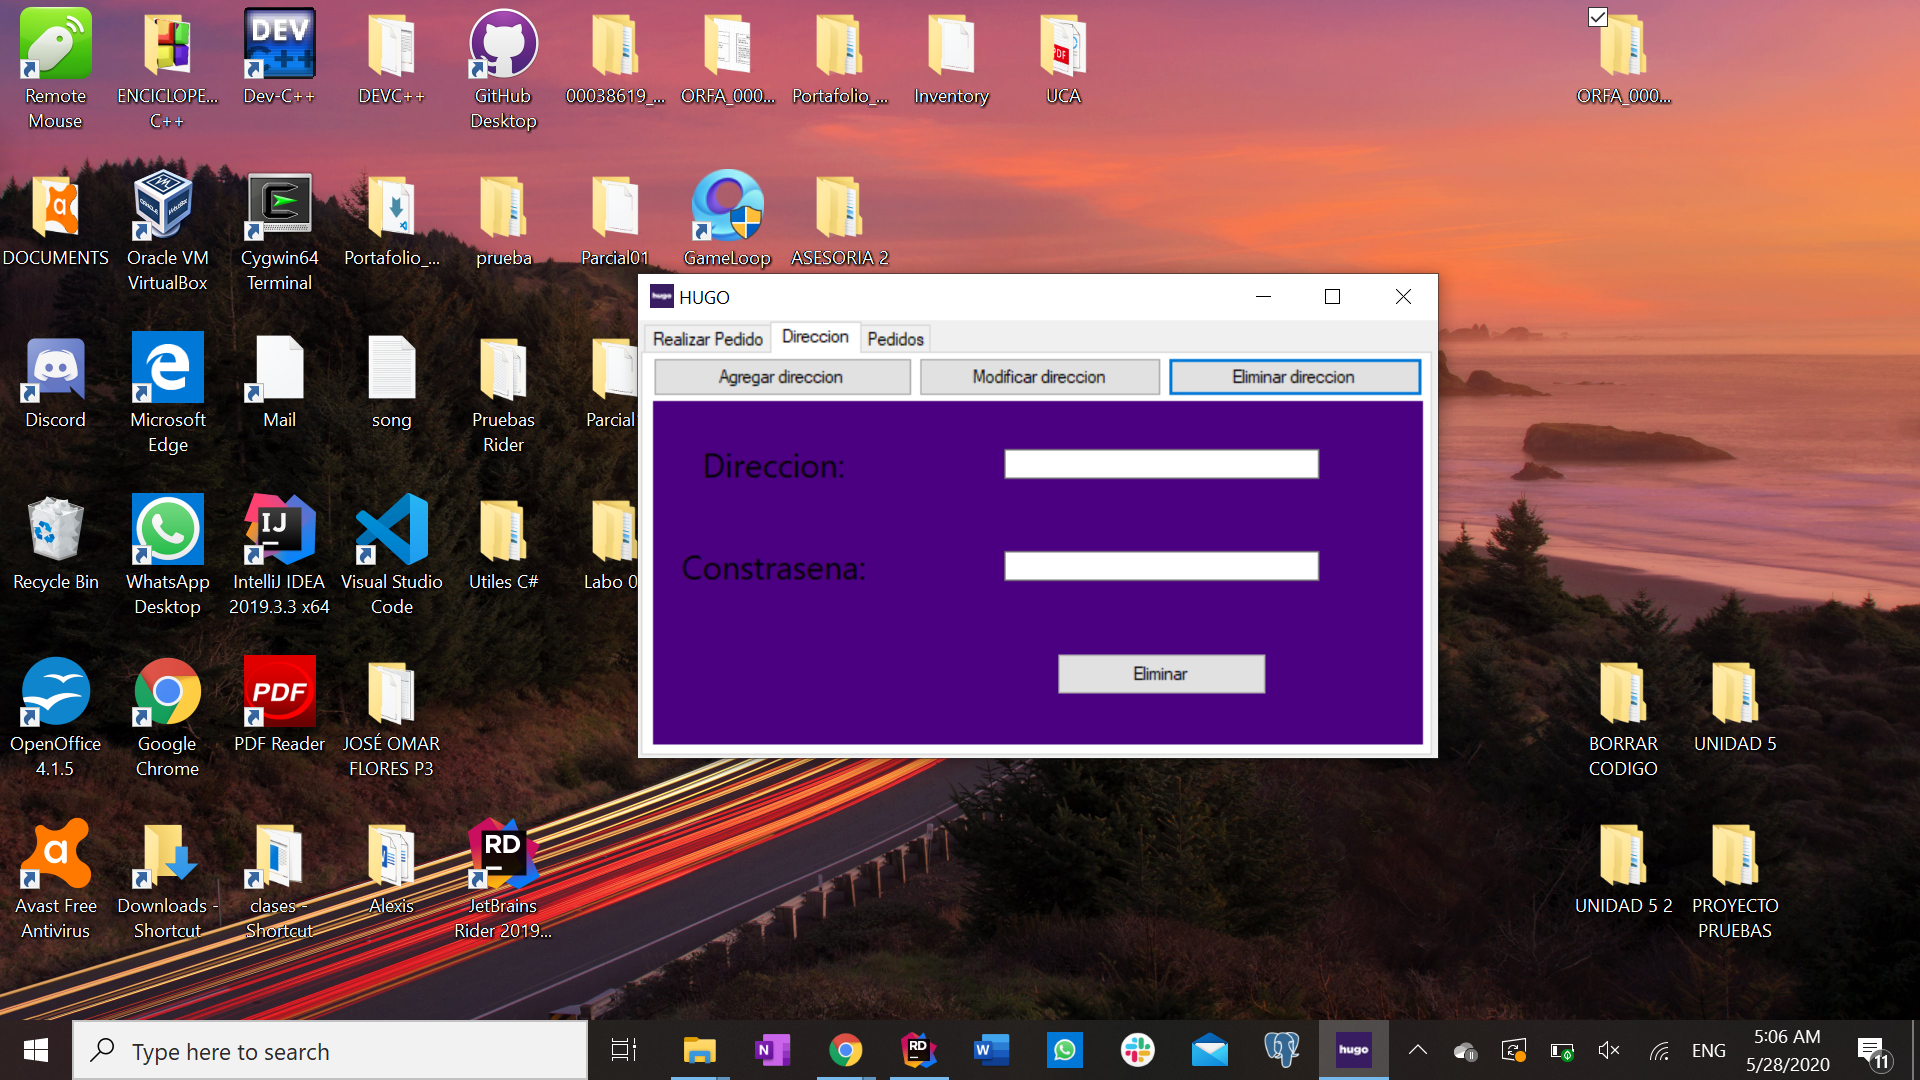 Remote
Mouse
ENCICLOPE...
C++
DEV
C++
Dev-C++
DEVC++
GitHub
Desktop
00038619_...
ORFA_000...
Portafolio_...
Inventory
PDF
UCA
ORFA_000...
DOCUMENTS
Oracle VM
VirtualBox
Cygwin64
Terminal
Portafolio_...
prueba
Parcial01
GameLoop
ASESORIA 2
hugo
HUGO
Realizar Pedido
Direccion
Pedidos
Agregar direccion
Modificar direccion
Eliminar direccion
Direccion:
Constrasena:
Eliminar
Discord
Microsoft
Edge
Mail
song
Pruebas
Rider
Parcial
Recycle Bin
WhatsApp
Desktop
IJ
IntelliJ IDEA
2019.3.3 x64
Visual Studio
Code
Utiles C#
Labo 0
OpenOffice
4.1.5
Google
Chrome
PDF
PDF Reader
JOSÉ OMAR
FLORES P3
BORRAR
CODIGO
UNIDAD 5
Avast Free
Antivirus
Downloads -
Shortcut
clases -
Shortcut
Alexis
RD
JetBrains
Rider 2019...
UNIDAD 5 2
PROYECTO
PRUEBAS
Type here to search
N
RD
W
hugo
ENG
5:06 AM
5/28/2020
11